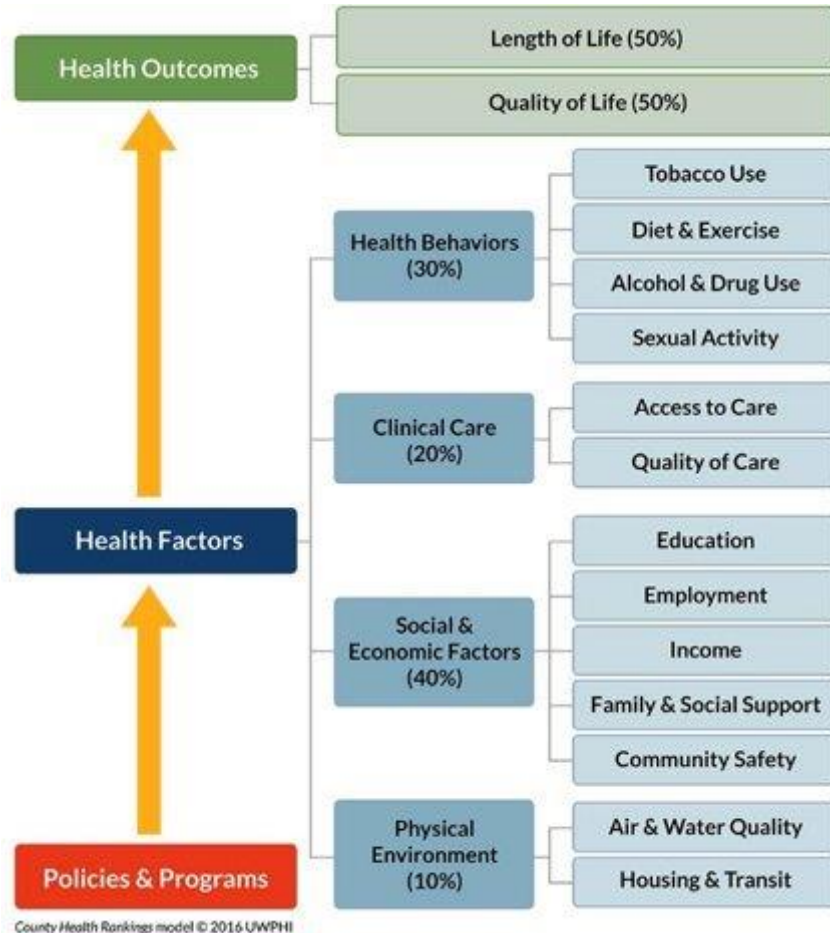 Health Outcomes
Length of Life (50%)
Quality of Life (50%)
Health Behaviors
(30%)
Tobacco Use
Diet & Exercise
Alcohol & Drug Use
Sexual Activity
Clinical Care
(20%)
Access to Care
Quality of Care
Health Factors
Social &
Economic Factors
(40%)
Education
Employment
Income
Family & Social Support
Community Safety
Physical
Environment
(10%)
Air & Water Quality
Housing & Transit
Policies & Programs
County Health Rankings model © 2016 UWPHI